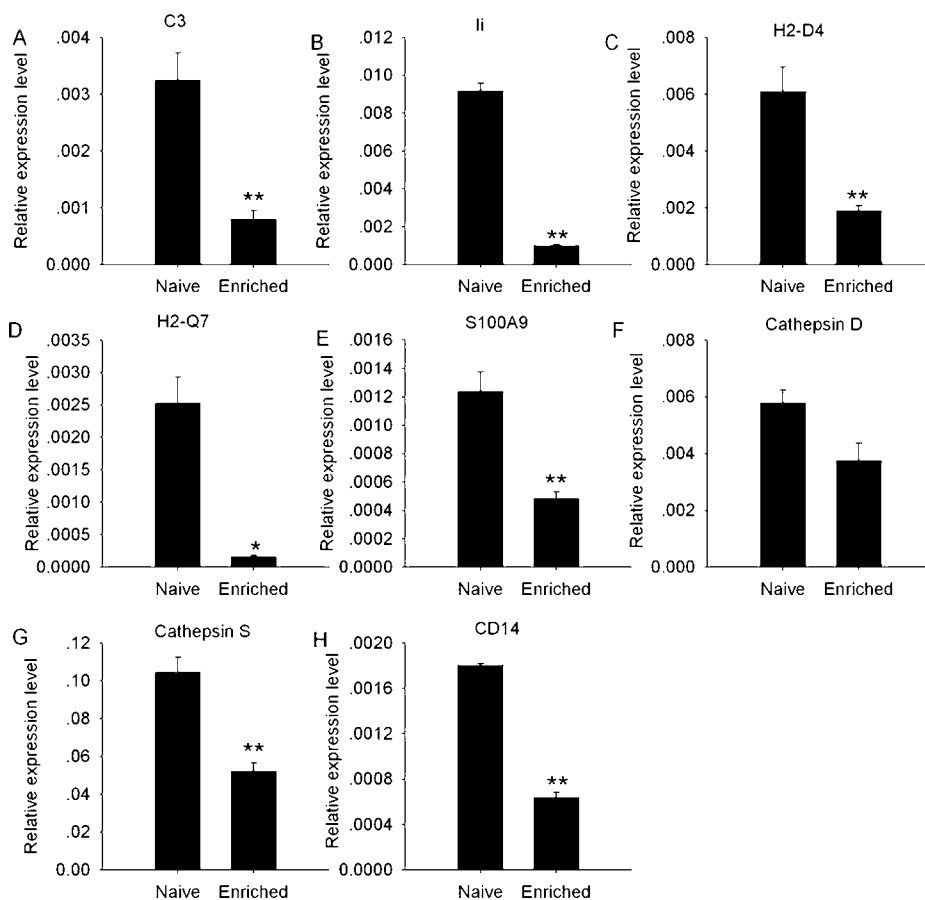 A
C3
Relative expression level
.004
.003
.002
.001
0.000
**
Naive Enriched
B
Ii
Relative expression level
.012
.010
.008
.006
.004
.002
0.000
**
Naive Enriched
C
H2-D4
Relative expression level
.008
.006
.004
.002
0.000
**
Naive Enriched
D
H2-Q7
Relative expression level
.0035
.0030
.0025
.0020
.0015
.0010
.0005
0.0000
*
Naive Enriched
E
S100A9
Relative expression level
.0016
.0014
.0012
.0010
.0008
.0006
.0004
.0002
0.0000
**
Naive Enriched
F
Cathepsin D
Relative expression level
.008
.006
.004
.002
0.000
Naive Enriched
G
Cathepsin S
Relative expression level
.12
.10
.08
.06
.04
.02
0.00
**
Naive Enriched
H
CD14
Relative expression level
.0020
.0016
.0012
.0008
.0004
0.0000
**
Naive Enriched